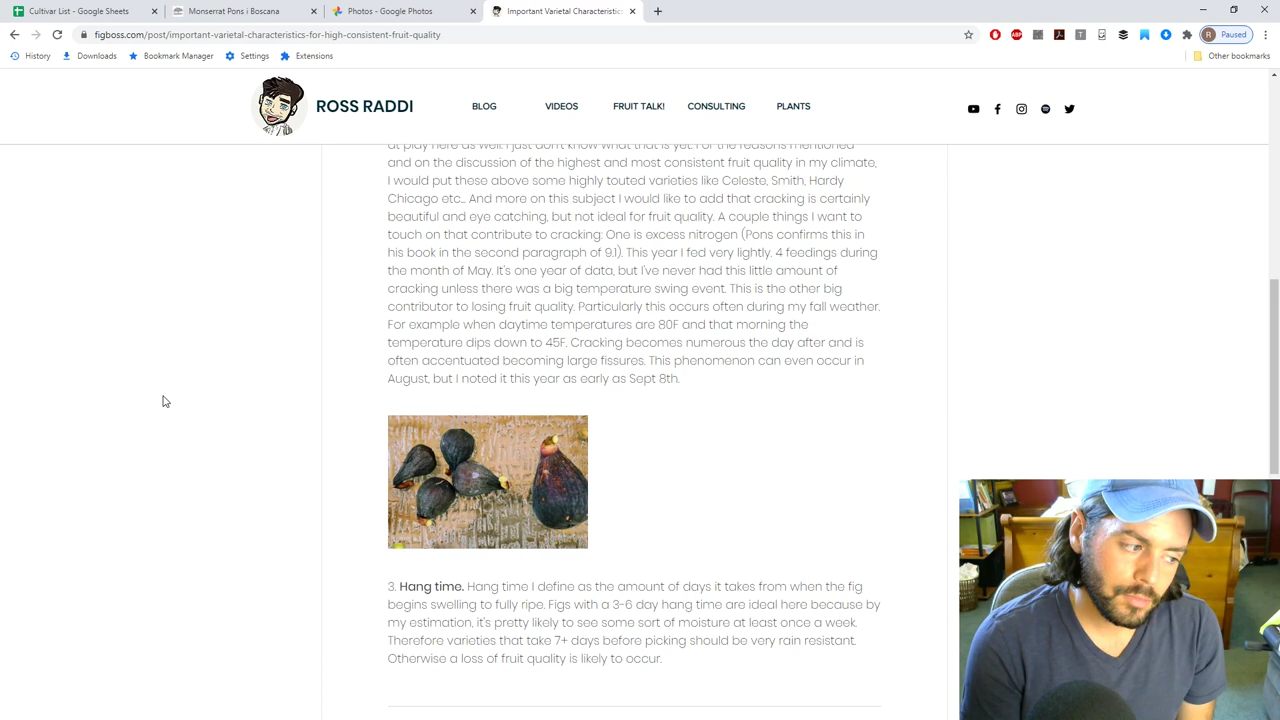 Cultivar List - Google Sheets
Monserrat Pons i Boscana
Photos - Google Photos
Important Varietal Characteristics
figboss.com/post/important-varietal-characteristics-for-high-consistent-fruit-quality
Paused
History
Downloads
Bookmark Manager
Settings
Extensions
Other bookmarks
ROSS RADDI
BLOG
VIDEOS
FRUIT TALK!
CONSULTING
PLANTS
at play here as well. I just don't know what that is yet. For the reasons mentioned
and on the discussion of the highest and most consistent fruit quality in my climate,
I would put these above some highly touted varieties like Celeste, Smith, Hardy
Chicago etc... And more on this subject I would like to add that cracking is certainly
beautiful and eye catching, but not ideal for fruit quality. A couple things I want to
touch on that contribute to cracking: One is excess nitrogen (Pons confirms this in
his book in the second paragraph of 9.1). This year I fed very lightly. 4 feedings during
the month of May. It's one year of data, but I've never had this little amount of
cracking unless there was a big temperature swing event. This is the other big
contributor to losing fruit quality. Particularly this occurs often during my fall weather.
For example when daytime temperatures are 80F and that morning the
temperature dips down to 45F. Cracking becomes numerous the day after and is
often accentuated becoming large fissures. This phenomenon can even occur in
August, but I noted it this year as early as Sept 8th.
3. Hang time. Hang time I define as the amount of days it takes from when the fig
begins swelling to fully ripe. Figs with a 3-6 day hang time are ideal here because by
my estimation, it's pretty likely to see some sort of moisture at least once a week.
Therefore varieties that take 7+ days before picking should be very rain resistant.
Otherwise a loss of fruit quality is likely to occur.